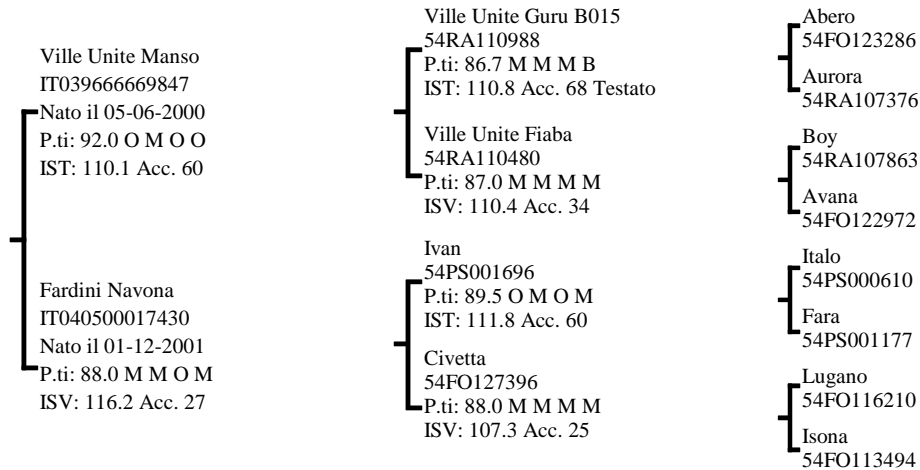 Ville Unite Manso
IT039666669847
Nato il 05-06-2000
P.ti: 92.0 O M O O
IST: 110.1 Acc. 60
Fardini Navona
IT040500017430
Nato il 01-12-2001
P.ti: 88.0 M M O M
ISV: 116.2 Acc. 27
Ville Unite Guru B015
54RA110988
P.ti: 86.7 M M M B
IST: 110.8 Acc. 68 Testato
Ville Unite Fiaba
54RA110480
P.ti: 87.0 M M M M
ISV: 110.4 Acc. 34
Ivan
54PS001696
P.ti: 89.5 O M O M
IST: 111.8 Acc. 60
Civetta
54FO127396
P.ti: 88.0 M M M M
ISV: 107.3 Acc. 25
Abero
54FO123286
Aurora
54RA107376
Boy
54RA107863
Avana
54FO122972
Italo
54PS000610
Fara
54PS001177
Lugano
54FO116210
Isona
54FO113494